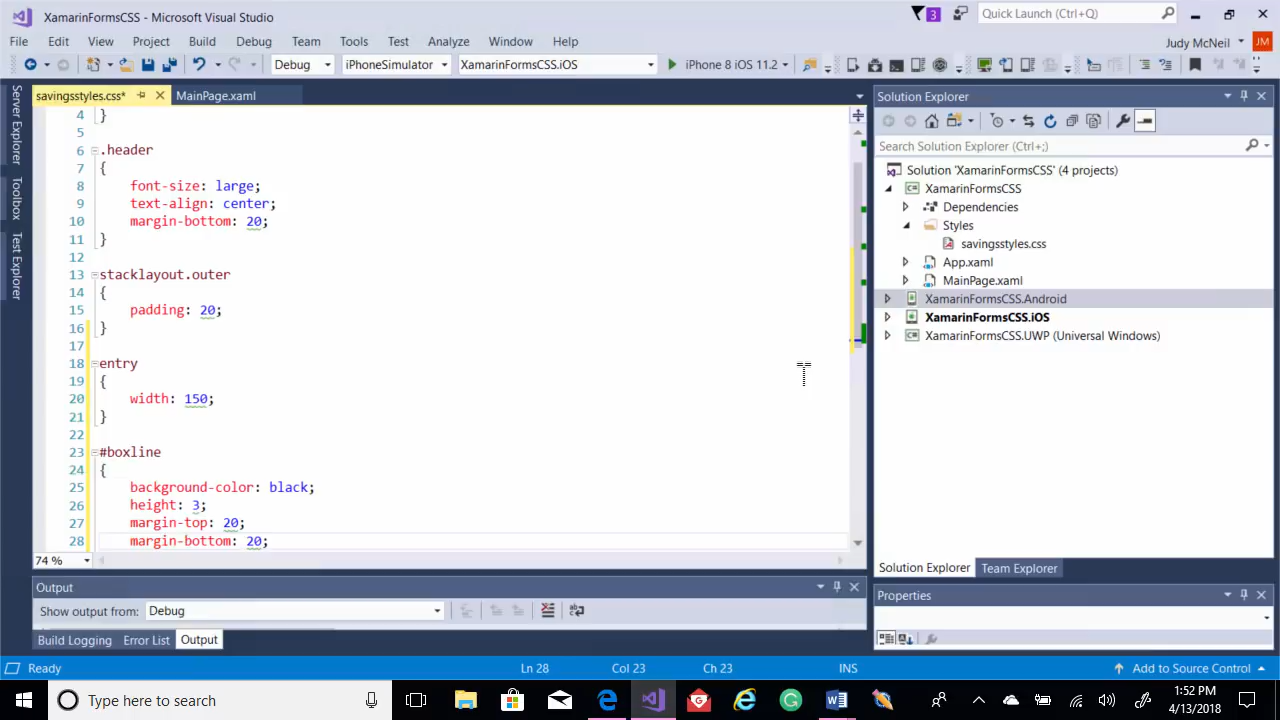 XamarinFormsCSS - Microsoft Visual Studio
3
Quick Launch (Ctrl+Q)
File Edit View Project Build Debug Team Tools Test Analyze Window Help
Judy McNeil JM
Debug iPhoneSimulator XamarinFormsCSS.iOS iPhone 8 iOS 11.2
Server Explorer
Toolbox
Test Explorer
savingsstyles.css* MainPage.xaml
4 }
5
6 .header
7 {
8 font-size: large;
9 text-align: center;
10 margin-bottom: 20;
11 }
12
13 stacklayout.outer
14 {
15 padding: 20;
16 }
17
18 entry
19 {
20 width: 150;
21 }
22
23 #boxline
24 {
25 background-color: black;
26 height: 3;
27 margin-top: 20;
28 margin-bottom: 20;
74 %
Output
Show output from: Debug
Build Logging Error List Output
Solution Explorer
Search Solution Explorer (Ctrl+;)
Solution 'XamarinFormsCSS' (4 projects)
XamarinFormsCSS
Dependencies
Styles
savingsstyles.css
App.xaml
MainPage.xaml
XamarinFormsCSS.Android
XamarinFormsCSS.iOS
XamarinFormsCSS.UWP (Universal Windows)
Solution Explorer Team Explorer
Properties
Ready Ln 28 Col 23 Ch 23 INS Add to Source Control
Type here to search
1:52 PM
4/13/2018